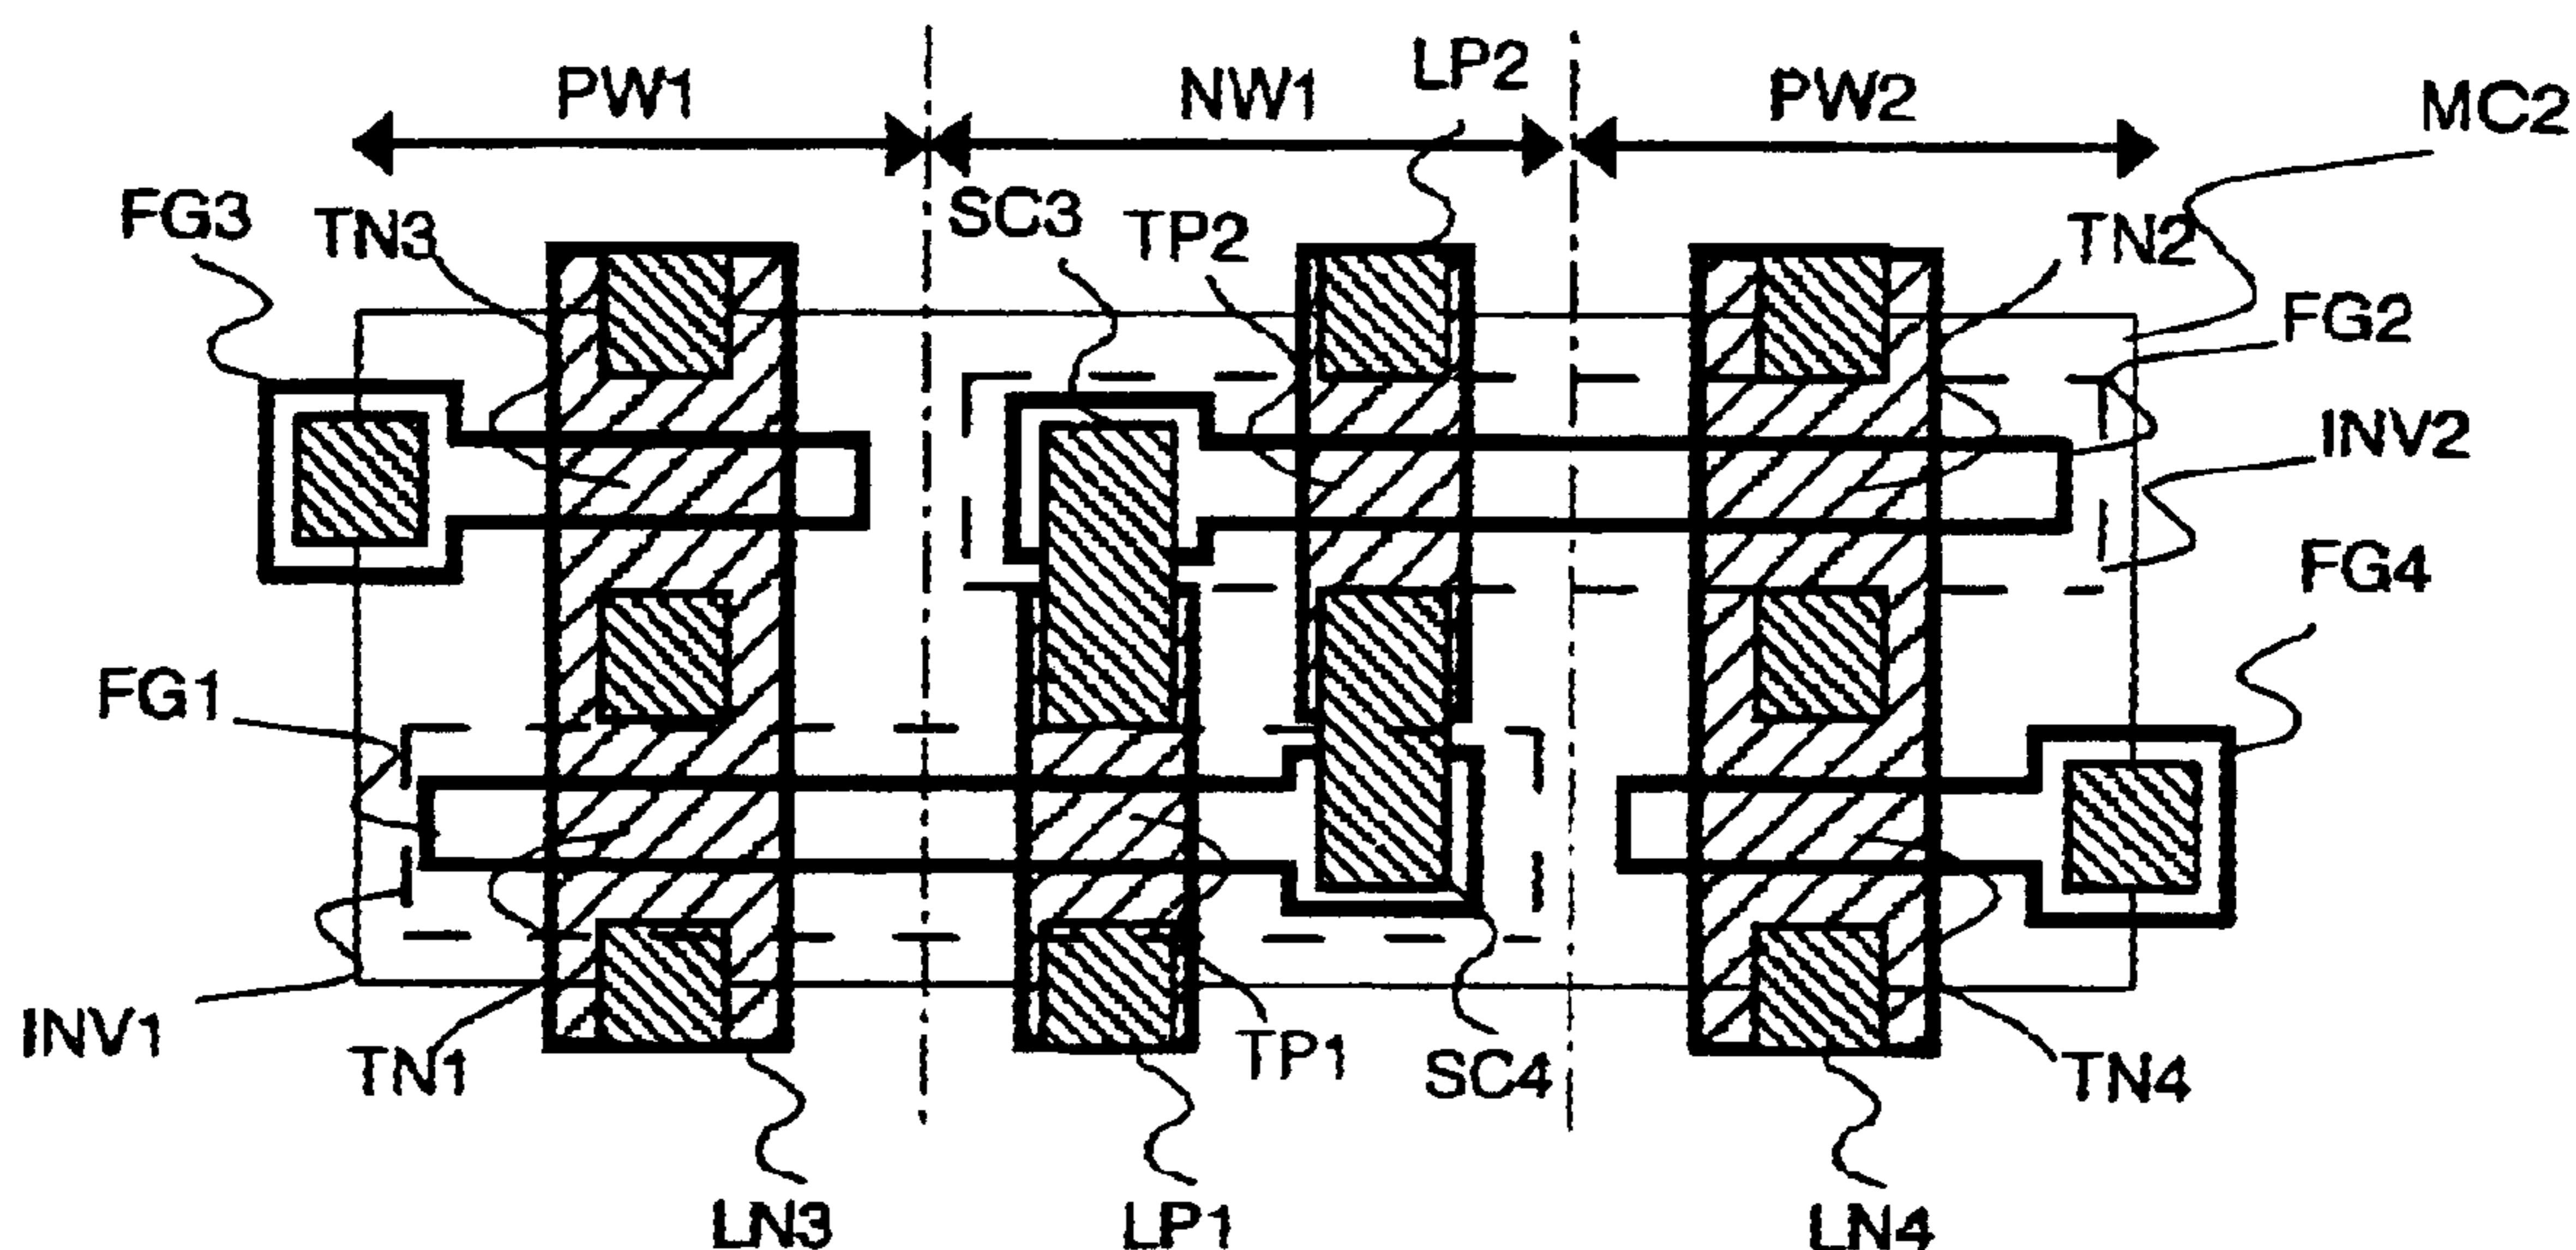 PW1
NW1
LP2
PW2
MC2
FG3
TN3
SC3
TP2
TN2
FG2
INV2
FG4
FG1
INV1
TN1
TP1
SC4
TN4
LN3
LP1
LN4